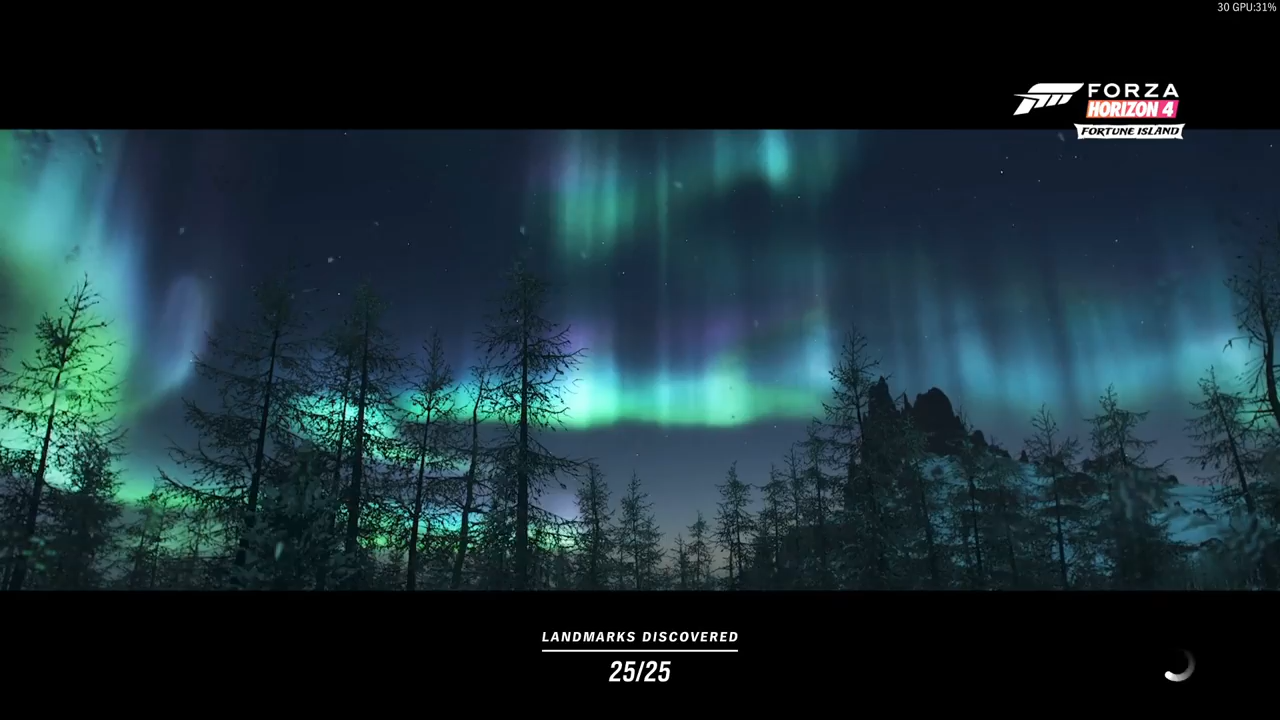 30 GPU:31%
FORZA
HORIZON 4
FORTUNE ISLAND
LANDMARKS DISCOVERED
25/25